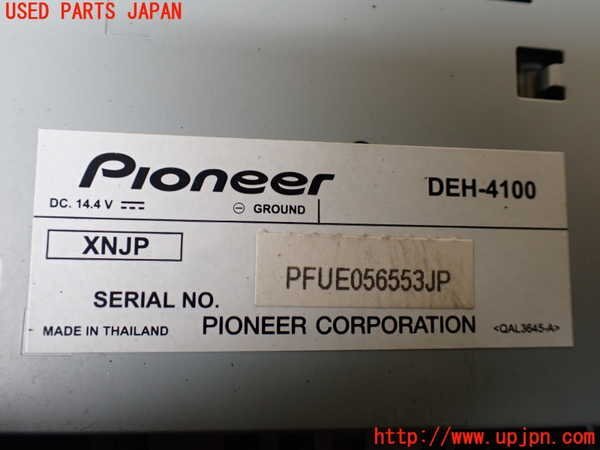 USED PARTS JAPAN
Pioneer DEH-4100
DC. 14.4 V ⎓ ⊖ GROUND
XNJP
SERIAL NO. PFUE056553JP
MADE IN THAILAND PIONEER CORPORATION <QAL3645-A>
http://www.upjpn.com/